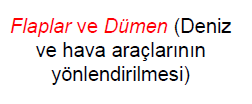 Flaplar ve Dümen (Deniz
ve hava araçlarının
yönlendirilmesi)